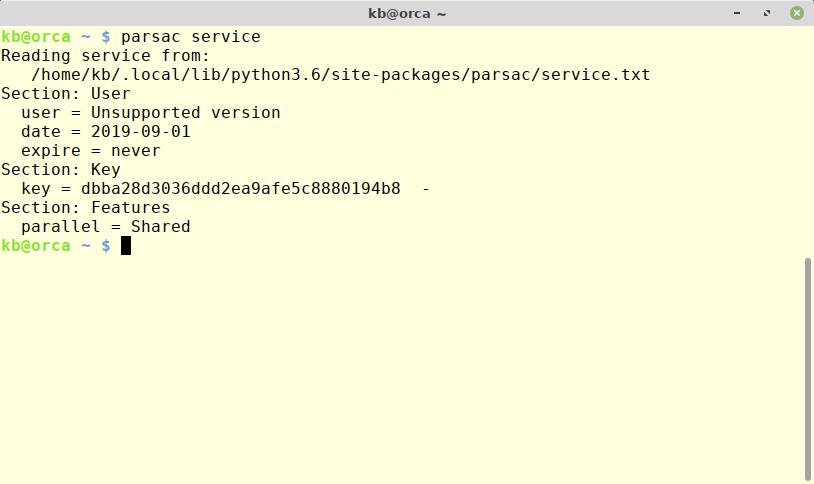 kb@orca ~
kb@orca ~ $ parsac service
Reading service from:
   /home/kb/.local/lib/python3.6/site-packages/parsac/service.txt
Section: User
  user = Unsupported version
  date = 2019-09-01
  expire = never
Section: Key
  key = dbba28d3036ddd2ea9afe5c8880194b8  -
Section: Features
  parallel = Shared
kb@orca ~ $